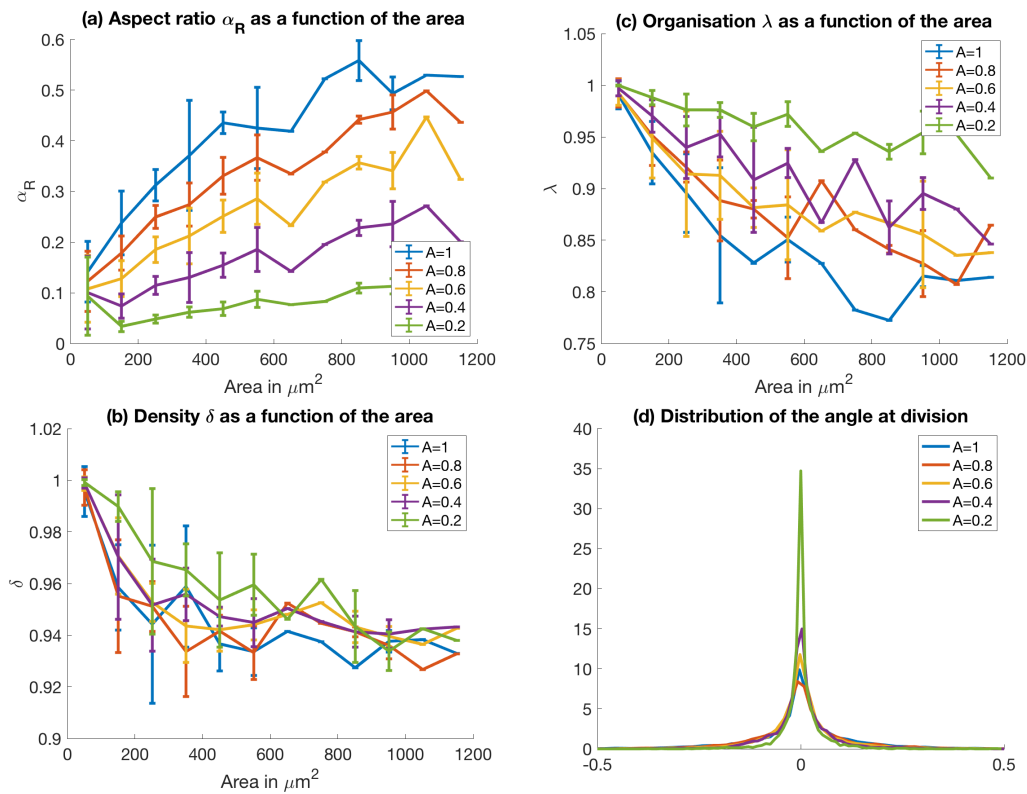 (a) Aspect ratio α_R as a function of the area
0.6
0.5
0.4
0.3
0.2
0.1
0
α_R
0 200 400 600 800 1000 1200
Area in μm²
A=1
A=0.8
A=0.6
A=0.4
A=0.2
(c) Organisation λ as a function of the area
1.05
1
0.95
0.9
0.85
0.8
0.75
λ
0 200 400 600 800 1000 1200
Area in μm²
A=1
A=0.8
A=0.6
A=0.4
A=0.2
(b) Density δ as a function of the area
1.02
1
0.98
0.96
0.94
0.92
0.9
δ
0 200 400 600 800 1000 1200
Area in μm²
A=1
A=0.8
A=0.6
A=0.4
A=0.2
(d) Distribution of the angle at division
40
35
30
25
20
15
10
5
0
-0.5 0 0.5
A=1
A=0.8
A=0.6
A=0.4
A=0.2